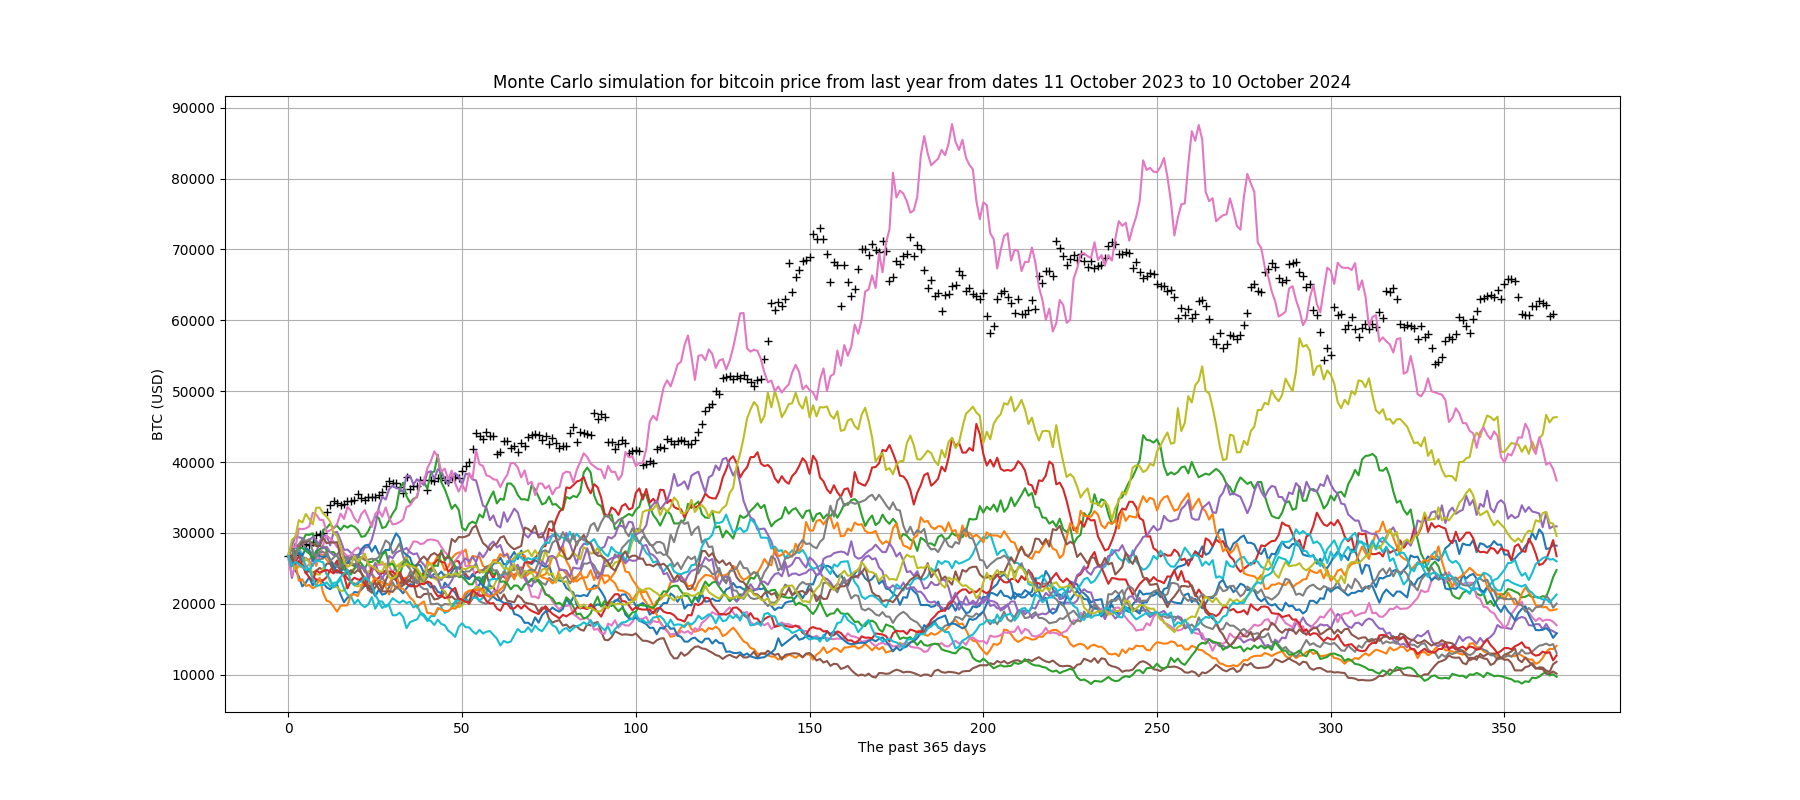 Monte Carlo simulation for bitcoin price from last year from dates 11 October 2023 to 10 October 2024
90000
80000
70000
60000
50000
40000
30000
20000
10000
BTC (USD)
0 50 100 150 200 250 300 350
The past 365 days